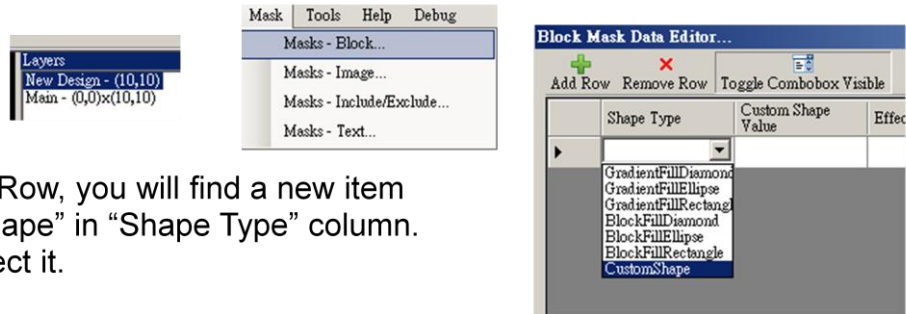 Layers
New Design - (10,10)
Main - (0,0)x(10,10)
Mask Tools Help Debug
Masks - Block...
Masks - Image...
Masks - Include/Exclude...
Masks - Text...
Block Mask Data Editor...
Add Row Remove Row Toggle Combobox Visible
Shape Type Custom Shape
Value Effec
GradientFillDiamond
GradientFillEllipse
GradientFillRectangl
BlockFillDiamond
BlockFillEllipse
BlockFillRectangle
CustomShape
Row, you will find a new item
ape” in “Shape Type” column.
ect it.